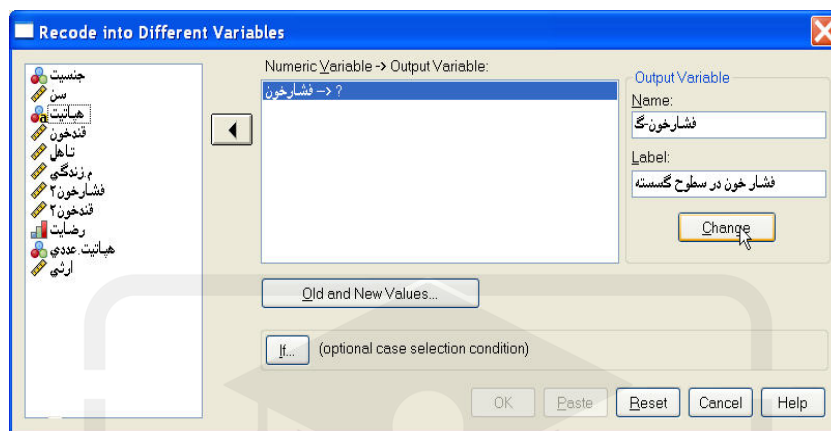 Recode into Different Variables
جنسیت
سن
هپاتیت
قندخون
تاهل
م.زندگی
فشارخون۲
قندخون۲
رضایت
هپاتیت.عددی
ارثی
Numeric Variable -> Output Variable:
فشارخون --> ?
Output Variable
Name:
فشارخون-گ
Label:
فشار خون در سطوح گسسته
Change
Old and New Values...
If... (optional case selection condition)
OK Paste Reset Cancel Help